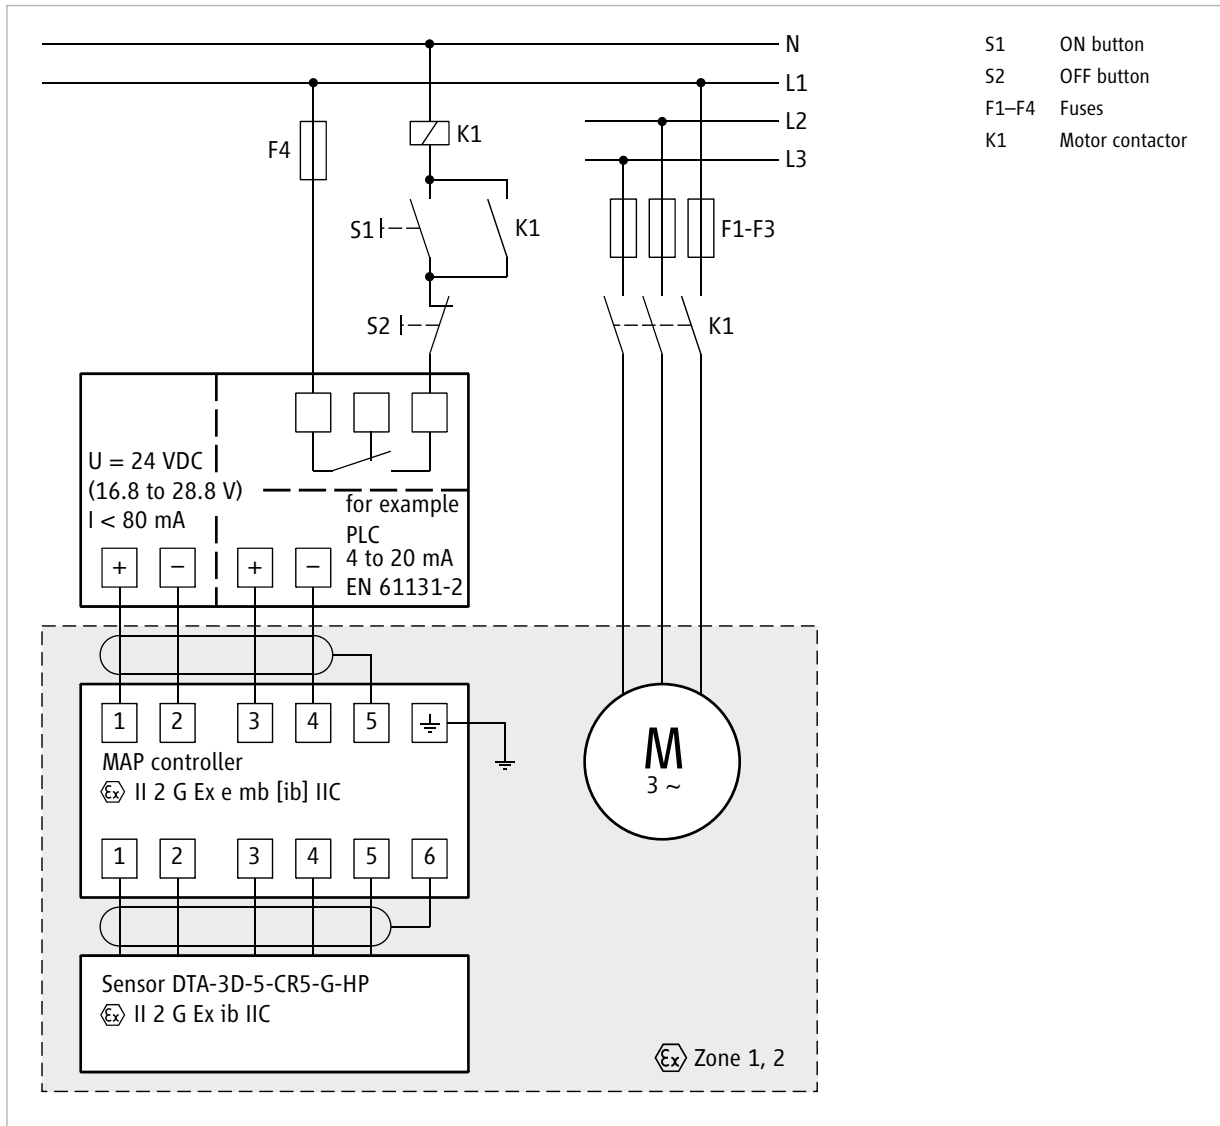 N
S1 ON button
L1
S2 OFF button
F1–F4 Fuses
L2
K1
K1 Motor contactor
F4
L3
S1
K1
F1-F3
S2
K1
U = 24 VDC
(16.8 to 28.8 V)
I < 80 mA
for example
PLC
4 to 20 mA
EN 61131-2
+ − + −
1 2 3 4 5
MAP controller
Ex II 2 G Ex e mb [ib] IIC
M
3 ~
1 2 3 4 5 6
Sensor DTA-3D-5-CR5-G-HP
Ex II 2 G Ex ib IIC
Ex Zone 1, 2